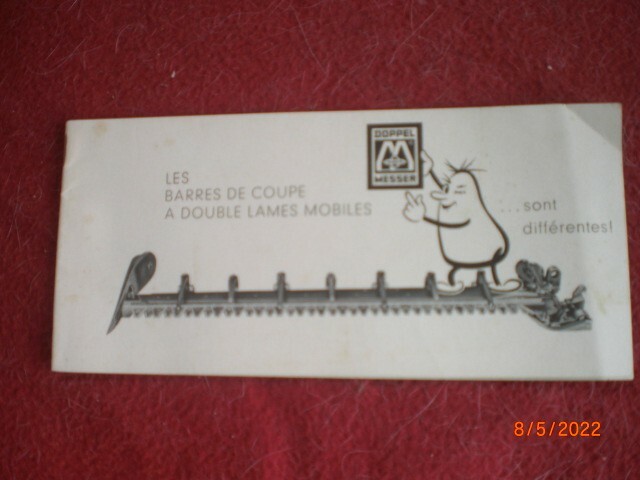 DOPPEL
M
MESSER
LES
BARRES DE COUPE
A DOUBLE LAMES MOBILES
...sont
différentes!
8/5/2022